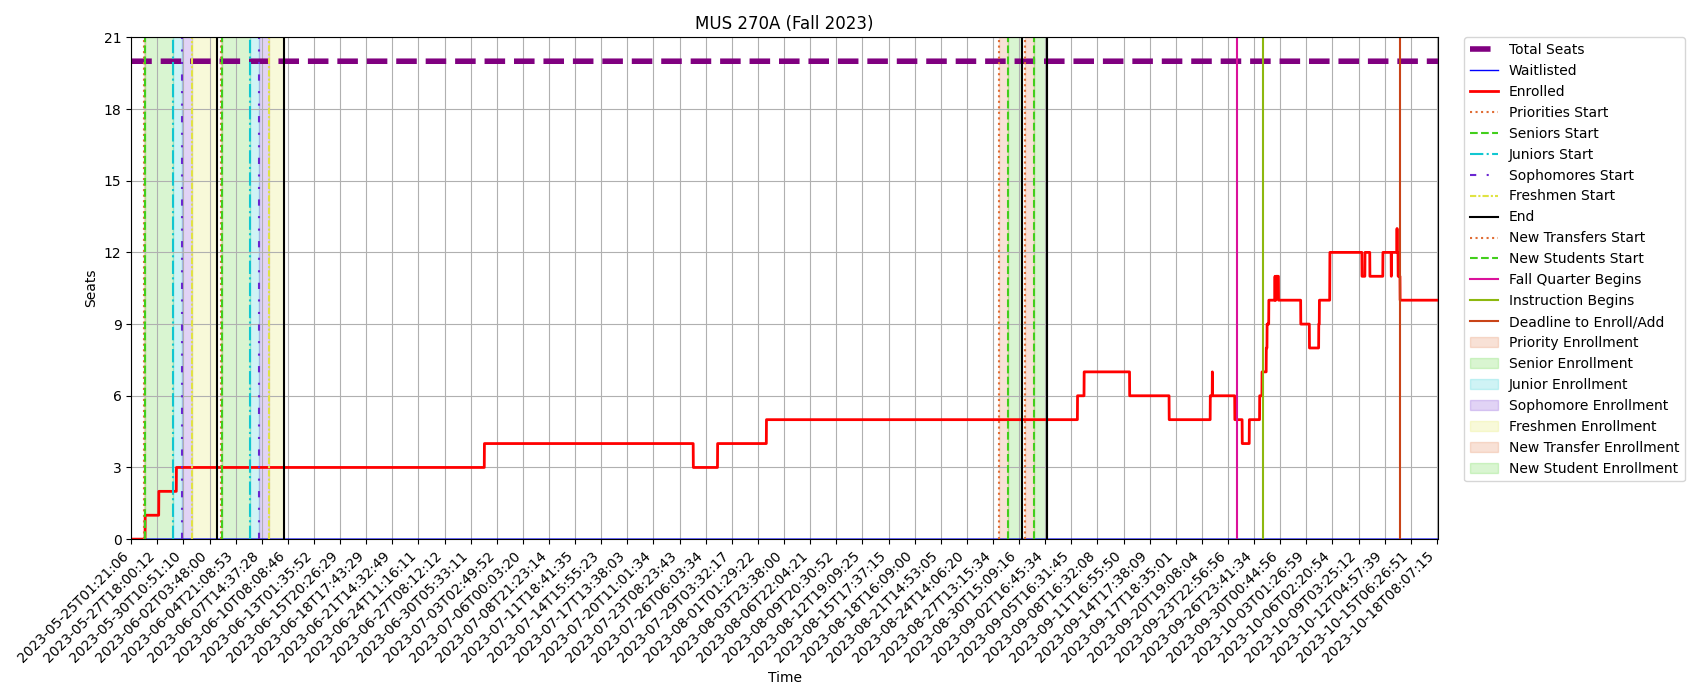 MUS 270A (Fall 2023)
Seats
21
18
15
12
9
6
3
0
2023-05-25T01:21:06
2023-05-27T18:00:12
2023-05-30T10:51:10
2023-06-02T03:48:00
2023-06-04T21:08:53
2023-06-07T14:37:28
2023-06-10T08:08:46
2023-06-13T01:35:52
2023-06-15T20:26:29
2023-06-18T17:43:29
2023-06-21T14:32:49
2023-06-24T11:16:11
2023-06-27T08:12:12
2023-06-30T05:33:11
2023-07-03T02:49:52
2023-07-06T00:03:20
2023-07-08T21:23:14
2023-07-11T18:41:35
2023-07-14T15:55:23
2023-07-17T13:38:03
2023-07-20T11:01:34
2023-07-23T08:23:43
2023-07-26T06:03:34
2023-07-29T03:32:17
2023-08-01T01:29:22
2023-08-03T23:38:00
2023-08-06T22:04:21
2023-08-09T20:30:52
2023-08-12T19:09:25
2023-08-15T17:37:15
2023-08-18T16:09:00
2023-08-21T14:53:05
2023-08-24T14:06:20
2023-08-27T13:15:34
2023-08-30T15:09:16
2023-09-02T16:45:34
2023-09-05T16:31:45
2023-09-08T16:32:08
2023-09-11T16:55:50
2023-09-14T17:38:09
2023-09-17T18:35:01
2023-09-20T19:08:04
2023-09-23T22:56:56
2023-09-26T23:41:34
2023-09-30T00:44:56
2023-10-03T01:26:59
2023-10-06T02:20:54
2023-10-09T03:25:12
2023-10-12T04:57:39
2023-10-15T06:26:51
2023-10-18T08:07:15
Time
Total Seats
Waitlisted
Enrolled
Priorities Start
Seniors Start
Juniors Start
Sophomores Start
Freshmen Start
End
New Transfers Start
New Students Start
Fall Quarter Begins
Instruction Begins
Deadline to Enroll/Add
Priority Enrollment
Senior Enrollment
Junior Enrollment
Sophomore Enrollment
Freshmen Enrollment
New Transfer Enrollment
New Student Enrollment